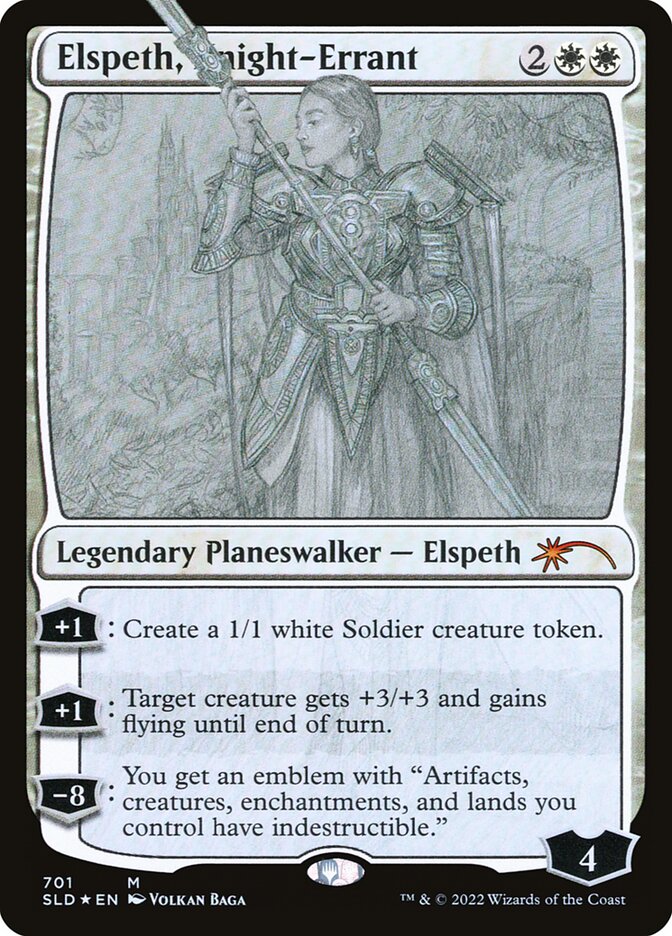 Elspeth, Knight-Errant 2
Legendary Planeswalker — Elspeth
+1 : Create a 1/1 white Soldier creature token.
+1 : Target creature gets +3/+3 and gains
flying until end of turn.
-8 : You get an emblem with “Artifacts,
creatures, enchantments, and lands you
control have indestructible.”
4
701 M
SLD ★ EN Volkan Baga ™ & © 2022 Wizards of the Coast